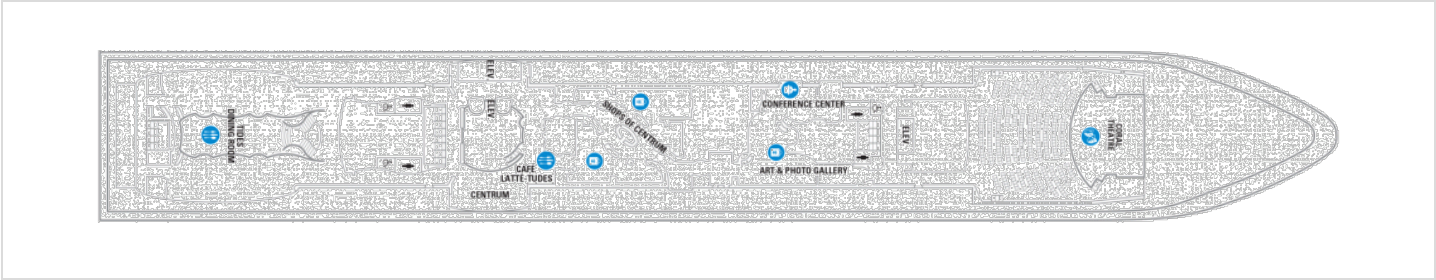 ELEV
ELEV
TIDES
DINING ROOM
SHOPS OF CENTRUM
CONFERENCE CENTER
ELEV
CORAL
THEATRE
CAFÉ
LATTE-TUDES
ART & PHOTO GALLERY
CENTRUM